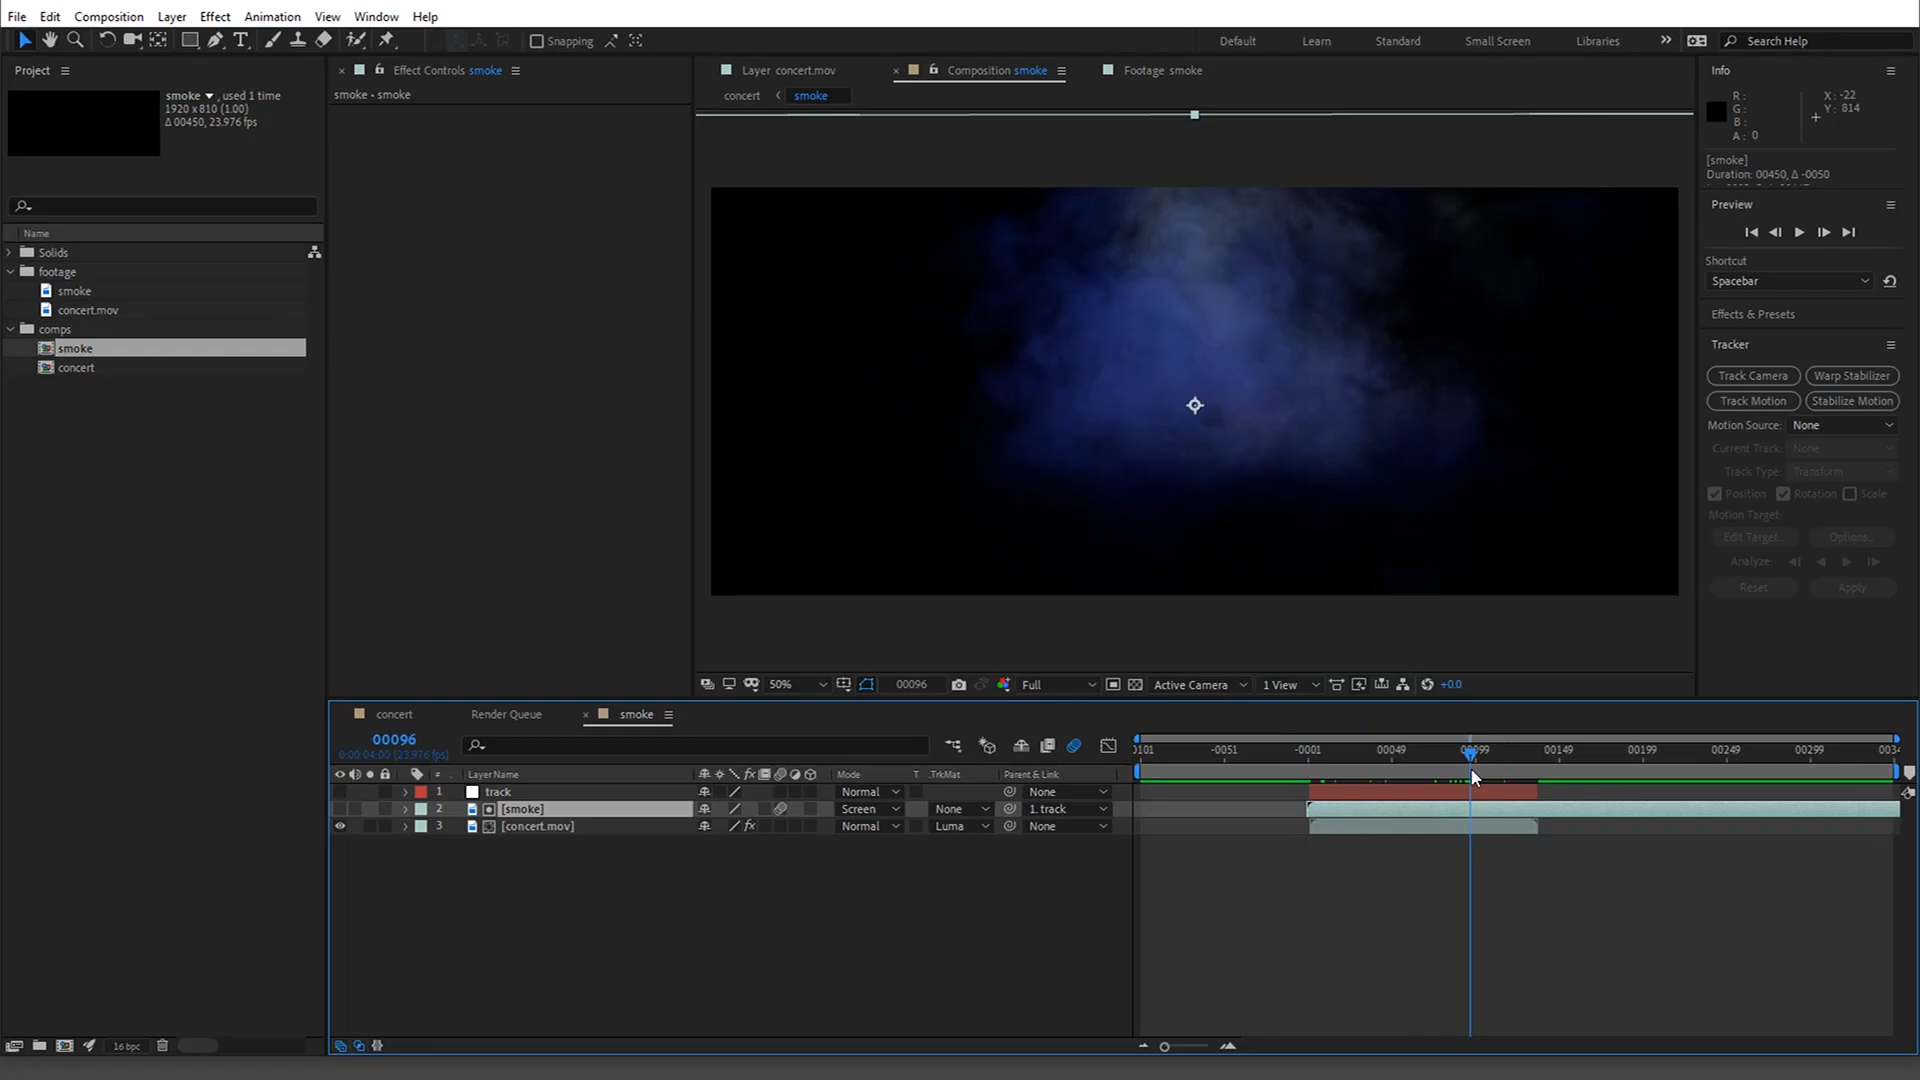 File Edit Composition Layer Effect Animation View Window Help
Snapping Default Learn Standard Small Screen Libraries Search Help
Project
smoke , used 1 time
1920 x 810 (1.00)
Δ 00450, 23.976 fps
Name
Solids
footage
smoke
concert.mov
comps
smoke
concert
16 bpc
Effect Controls smoke
smoke • smoke
Layer concert.mov Composition smoke Footage smoke
concert smoke
50% 00096 Full Active Camera 1 View +0.0
Info
R : X : -22
G : Y : 814
B :
A : 0
[smoke]
Duration: 00450, Δ -0050
Preview
Shortcut
Spacebar
Effects & Presets
Tracker
Track Camera Warp Stabilizer
Track Motion Stabilize Motion
Motion Source: None
Current Track: None
Track Type: Transform
Position Rotation Scale
Motion Target:
Edit Target... Options...
Analyze:
Reset Apply
concert Render Queue smoke
00096
0:00:04:00 (23.976 fps)
-0051 -0001 00049 00099 00149 00199 00249 00299
# Layer Name Mode T .TrkMat Parent & Link
1 track Normal None
2 [smoke] Screen None 1. track
3 [concert.mov] Normal Luma None